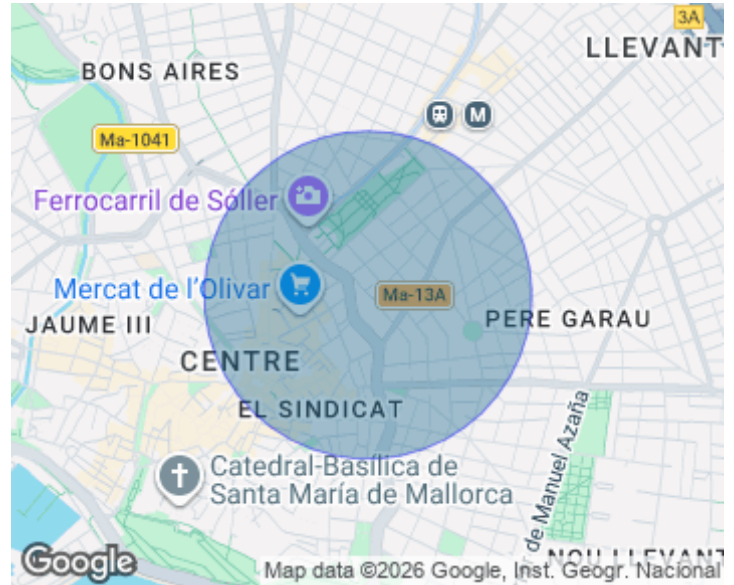 3A
LLEVANT
BONS AIRES
M
Ma-1041
Ferrocarril de Sóller
Mercat de l'Olivar
Ma-13A
JAUME III
PERE GARAU
CENTRE
EL SINDICAT
Catedral-Basílica de
Santa María de Mallorca
de Manuel Azaña
NOU LLEVANT
Google
Map data ©2026 Google, Inst. Geogr. Nacional